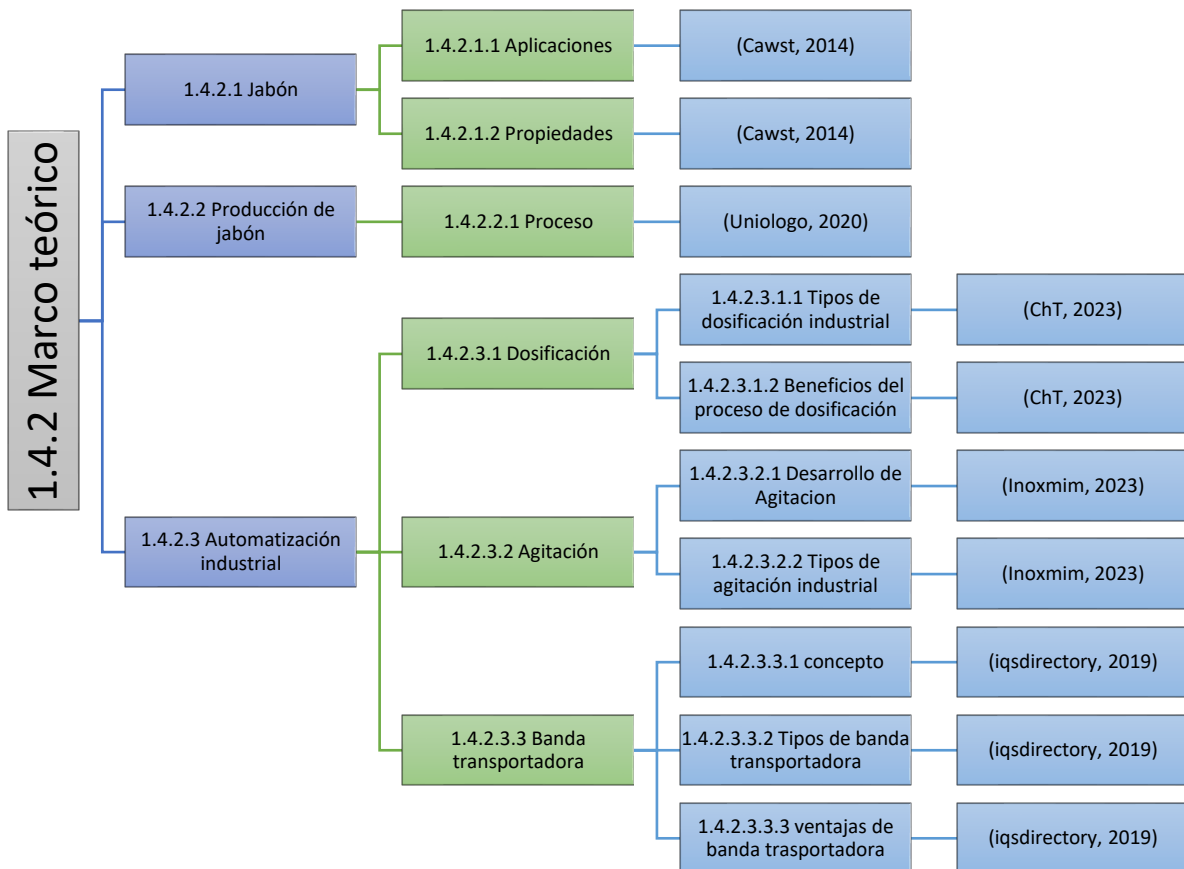 1.4.2 Marco teórico
1.4.2.1 Jabón
1.4.2.1.1 Aplicaciones
(Cawst, 2014)
1.4.2.1.2 Propiedades
(Cawst, 2014)
1.4.2.2 Producción de
jabón
1.4.2.2.1 Proceso
(Uniologo, 2020)
1.4.2.3 Automatización
industrial
1.4.2.3.1 Dosificación
1.4.2.3.1.1 Tipos de
dosificación industrial
(ChT, 2023)
1.4.2.3.1.2 Beneficios del
proceso de dosificación
(ChT, 2023)
1.4.2.3.2 Agitación
1.4.2.3.2.1 Desarrollo de
Agitacion
(Inoxmim, 2023)
1.4.2.3.2.2 Tipos de
agitación industrial
(Inoxmim, 2023)
1.4.2.3.3 Banda
transportadora
1.4.2.3.3.1 concepto
(iqsdirectory, 2019)
1.4.2.3.3.2 Tipos de banda
transportadora
(iqsdirectory, 2019)
1.4.2.3.3.3 ventajas de
banda trasportadora
(iqsdirectory, 2019)